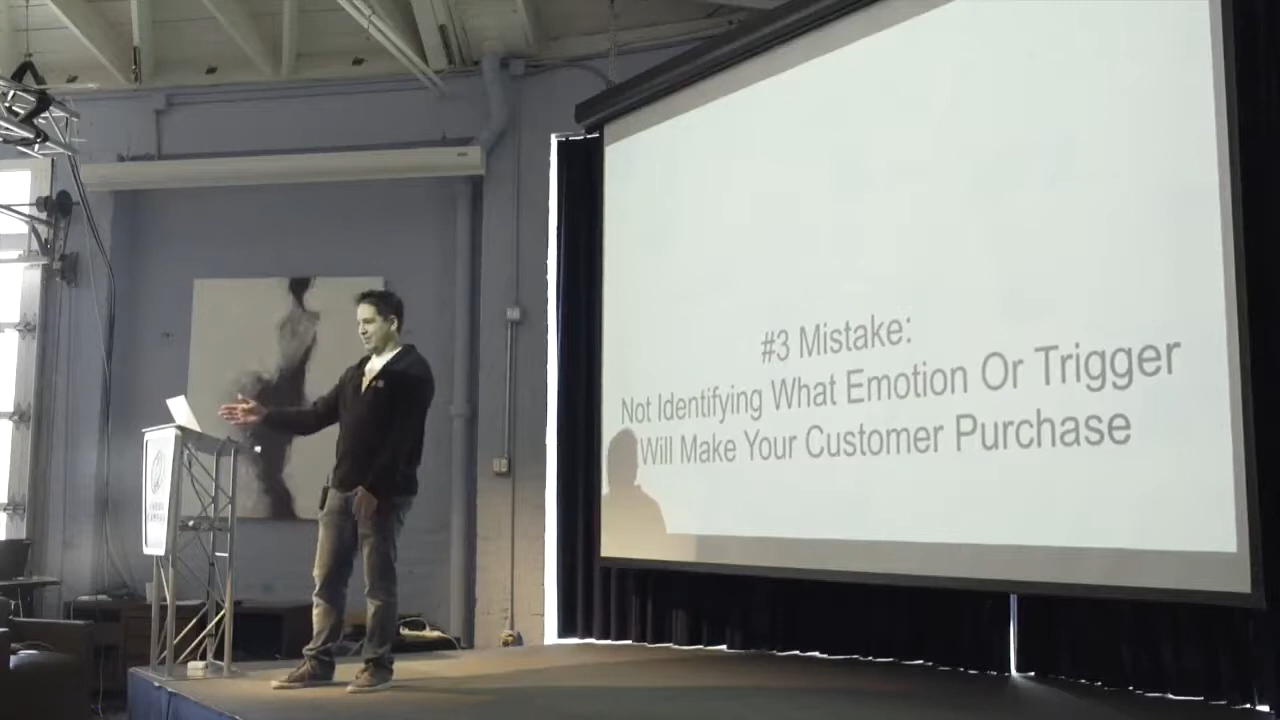 #3 Mistake:
Not Identifying What Emotion Or Trigger
Will Make Your Customer Purchase